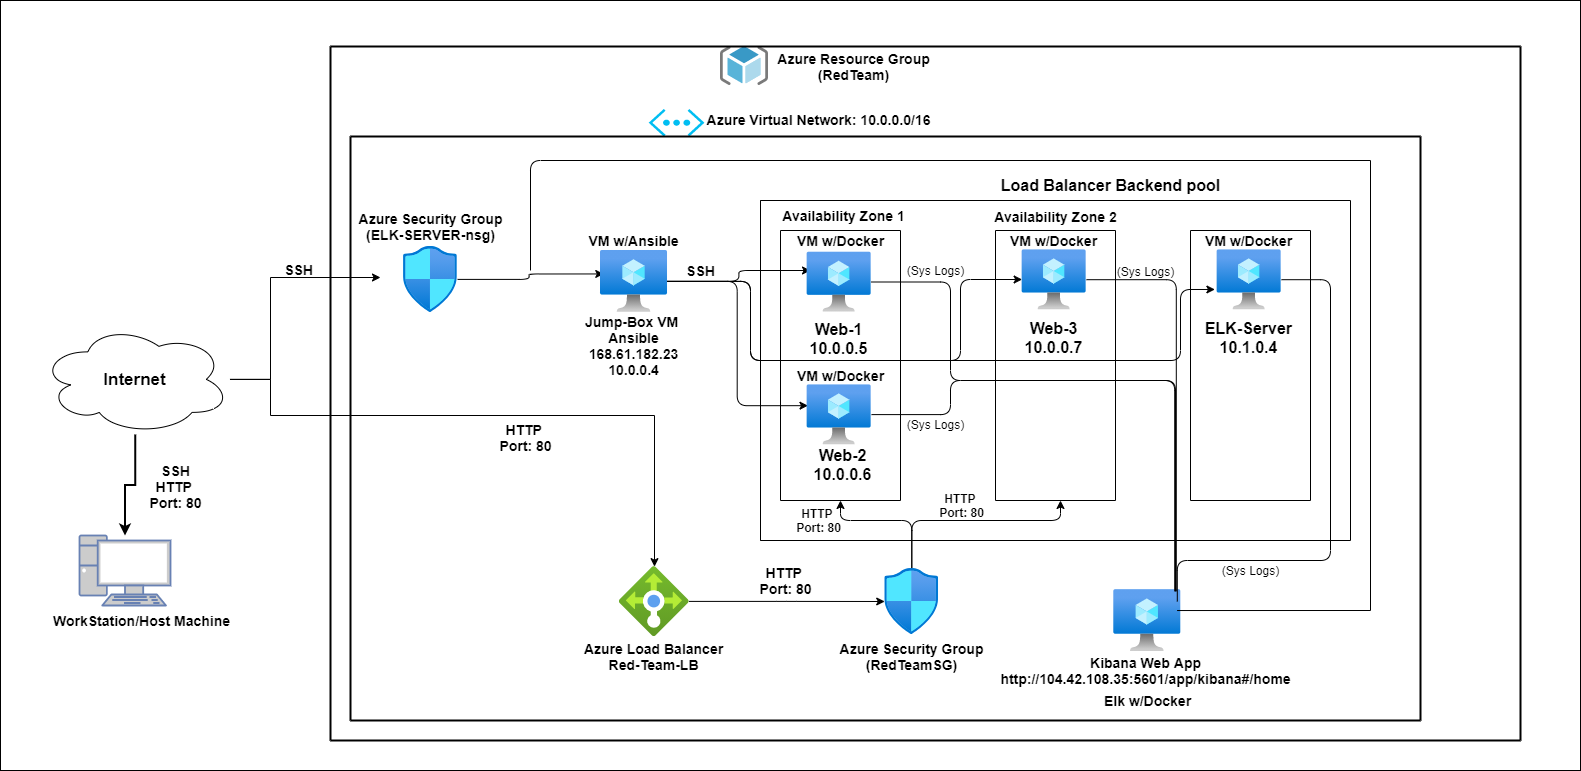 Azure Resource Group
(RedTeam)
Azure Virtual Network: 10.0.0.0/16
Load Balancer Backend pool
Azure Security Group
(ELK-SERVER-nsg)
Availability Zone 1
Availability Zone 2
VM w/Ansible
VM w/Docker
VM w/Docker
VM w/Docker
SSH
SSH
(Sys Logs)
(Sys Logs)
Jump-Box VM
Ansible
168.61.182.23
10.0.0.4
Web-1
10.0.0.5
Web-3
10.0.0.7
ELK-Server
10.1.0.4
Internet
VM w/Docker
(Sys Logs)
Web-2
10.0.0.6
HTTP
Port: 80
SSH
HTTP
Port: 80
HTTP
Port: 80
HTTP
Port: 80
HTTP
Port: 80
(Sys Logs)
WorkStation/Host Machine
Azure Load Balancer
Red-Team-LB
Azure Security Group
(RedTeamSG)
Kibana Web App
http://104.42.108.35:5601/app/kibana#/home
Elk w/Docker